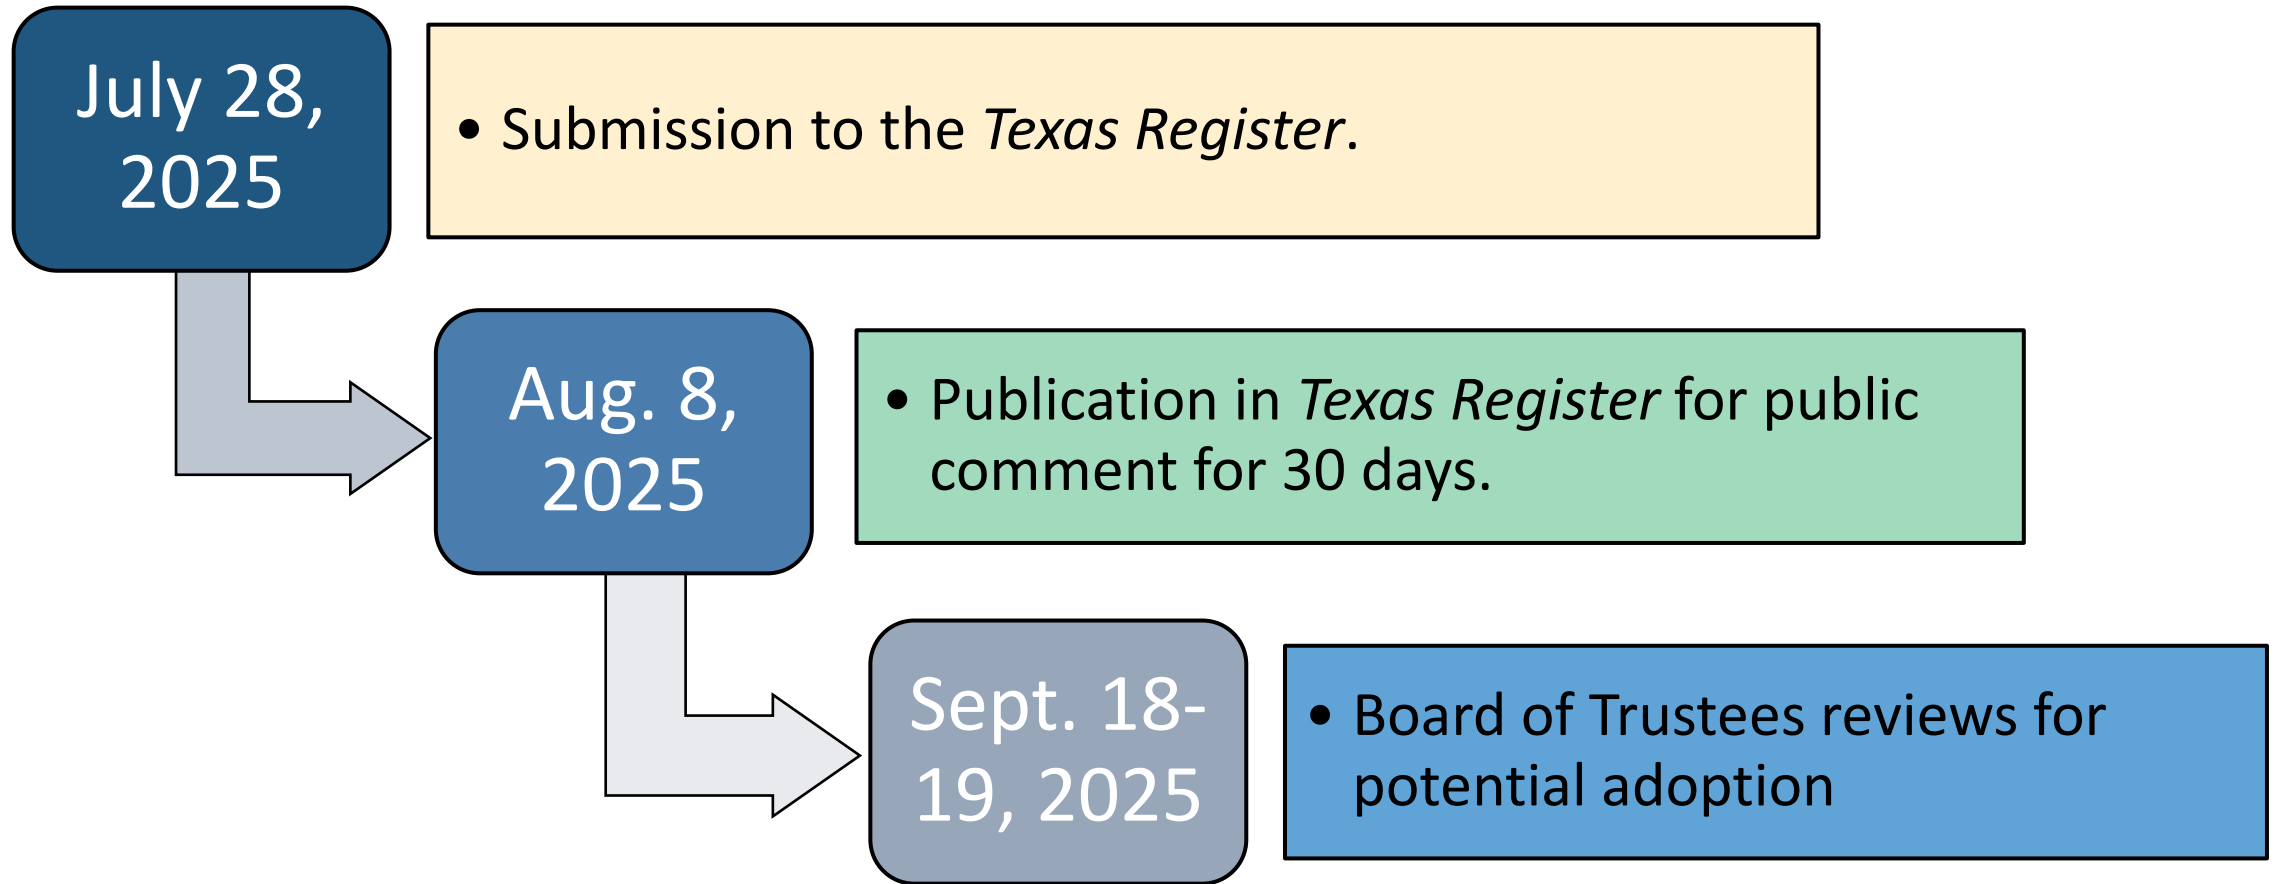 July 28,
2025
• Submission to the Texas Register.
Aug. 8,
2025
• Publication in Texas Register for public
comment for 30 days.
Sept. 18-
19, 2025
• Board of Trustees reviews for
potential adoption